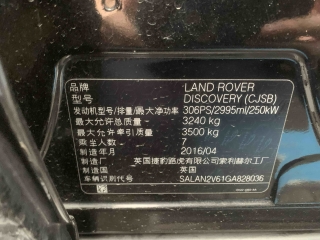 品牌 LAND ROVER
型号 DISCOVERY (CJSB)
发动机型号/排量/最大净功率 306PS/2995ml/250kW
最大允许总质量 3240 kg
最大允许牵引质量 3500 kg
乘坐人数 7
制造年月 2016/04
制造厂 英国捷豹路虎有限公司索利赫尔工厂
制造国 英国
车辆识别代号 SALAN2V61GA828036